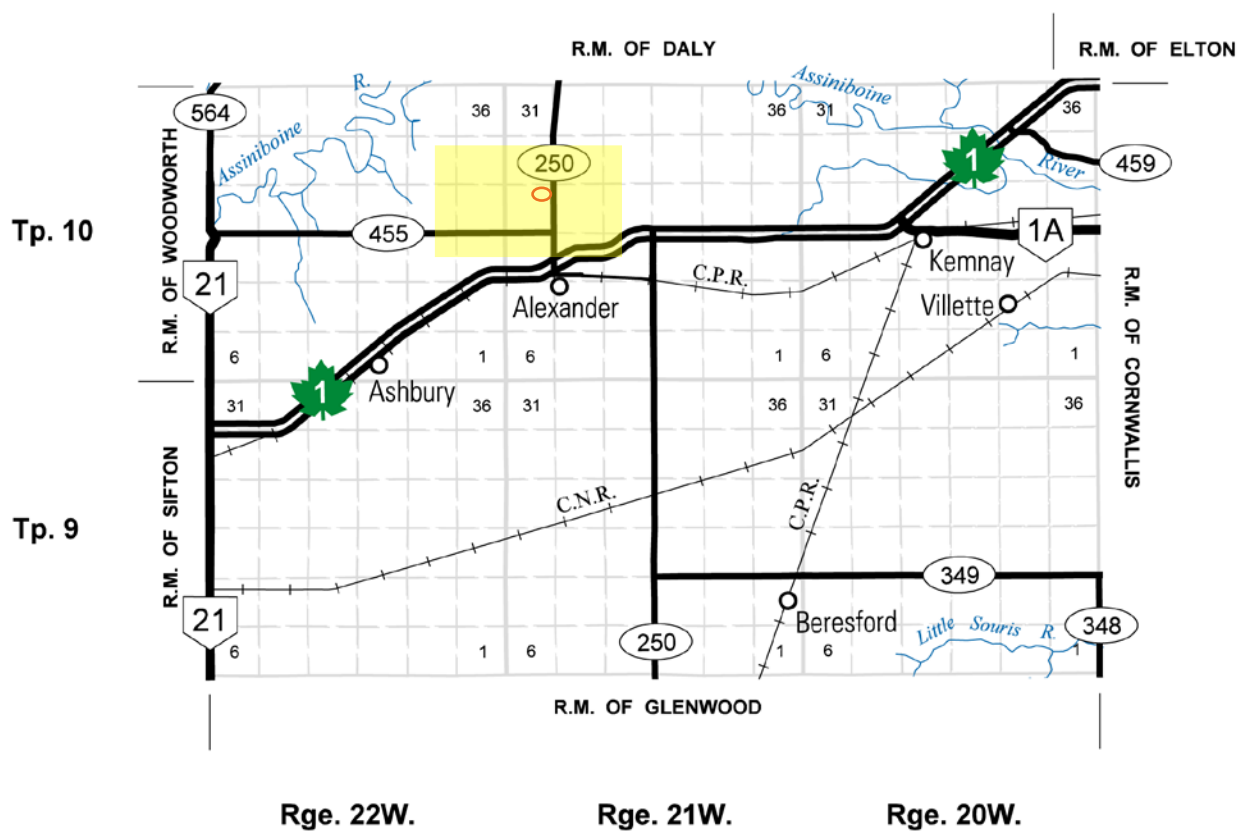 R.M. OF DALY
R.M. OF ELTON
R.
Assiniboine
564
36 31
36 31
36
250
1
459
Assiniboine
River
R.M. OF WOODWORTH
Tp. 10
455
1A
Kemnay
21
C.P.R.
Alexander
Villette
R.M. OF CORNWALLIS
6
1 6
1 6
1
1
Ashbury
31
36 31
36 31
36
R.M. OF SIFTON
C.N.R.
C.P.R.
Tp. 9
349
21
Beresford
250
Little Souris R.
348
6
1 6
1 6
1
R.M. OF GLENWOOD
Rge. 22W. Rge. 21W. Rge. 20W.